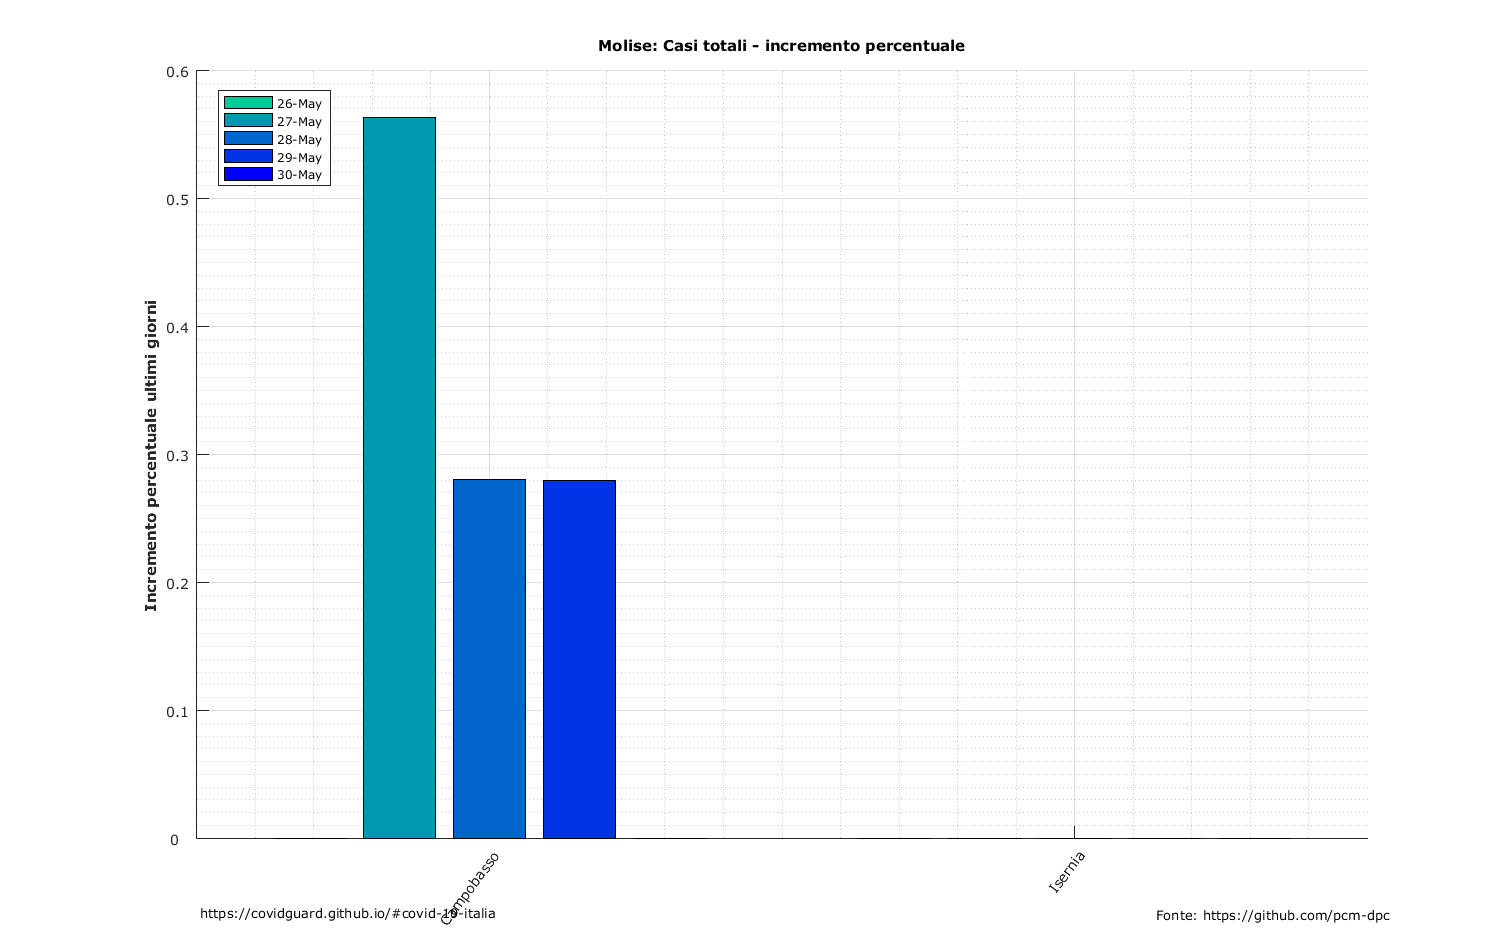 Molise: Casi totali - incremento percentuale
0.6
0.5
0.4
0.3
0.2
0.1
0
Incremento percentuale ultimi giorni
26-May
27-May
28-May
29-May
30-May
Campobasso
Isernia
https://covidguard.github.io/#covid-19-italia
Fonte: https://github.com/pcm-dpc